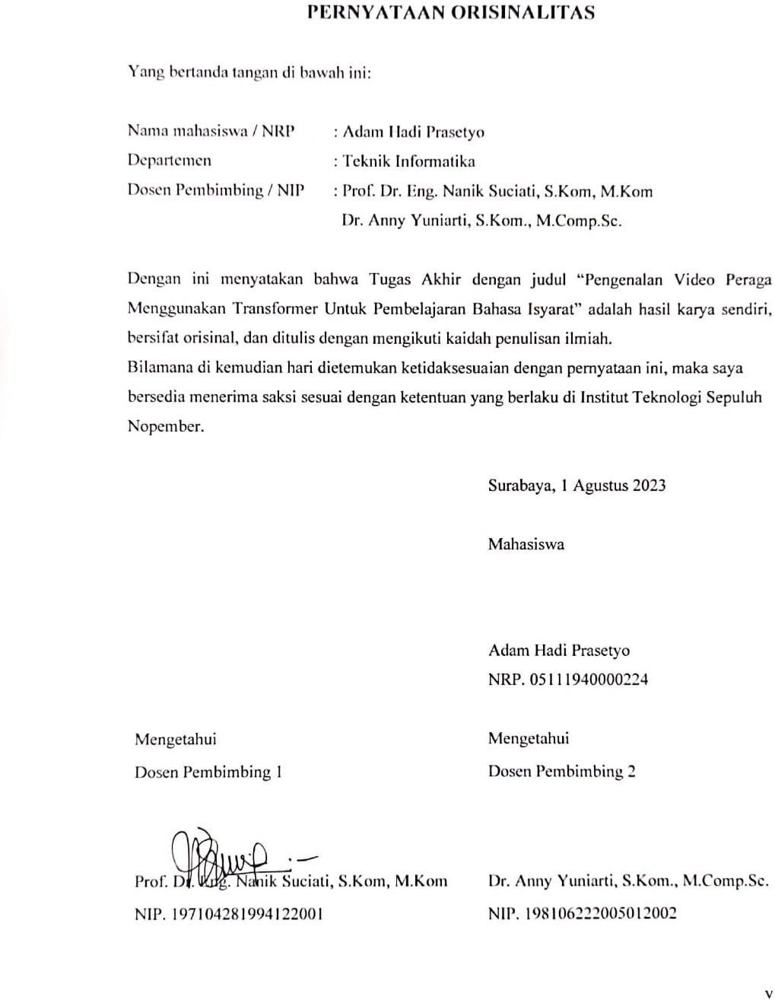 PERNYATAAN ORISINALITAS
Yang bertanda tangan di bawah ini:
Nama mahasiswa / NRP : Adam Hadi Prasetyo
Departemen : Teknik Informatika
Dosen Pembimbing / NIP : Prof. Dr. Eng. Nanik Suciati, S.Kom, M.Kom
Dr. Anny Yuniarti, S.Kom., M.Comp.Sc.
Dengan ini menyatakan bahwa Tugas Akhir dengan judul “Pengenalan Video Peraga
Menggunakan Transformer Untuk Pembelajaran Bahasa Isyarat” adalah hasil karya sendiri,
bersifat orisinal, dan ditulis dengan mengikuti kaidah penulisan ilmiah.
Bilamana di kemudian hari dietemukan ketidaksesuaian dengan pernyataan ini, maka saya
bersedia menerima saksi sesuai dengan ketentuan yang berlaku di Institut Teknologi Sepuluh
Nopember.
Surabaya, 1 Agustus 2023
Mahasiswa
Adam Hadi Prasetyo
NRP. 05111940000224
Mengetahui Mengetahui
Dosen Pembimbing 1 Dosen Pembimbing 2
Prof. Dr. Eng. Nanik Suciati, S.Kom, M.Kom Dr. Anny Yuniarti, S.Kom., M.Comp.Sc.
NIP. 197104281994122001 NIP. 198106222005012002
v